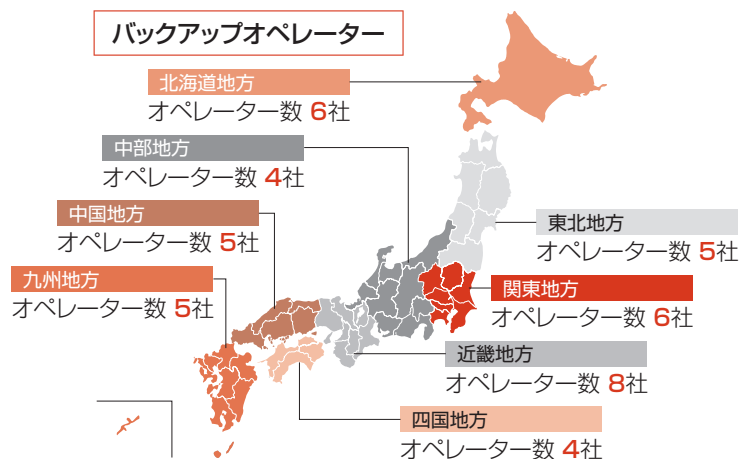 バックアップオペレーター
北海道地方
オペレーター数 6社
中部地方
オペレーター数 4社
中国地方
オペレーター数 5社
九州地方
オペレーター数 5社
東北地方
オペレーター数 5社
関東地方
オペレーター数 6社
近畿地方
オペレーター数 8社
四国地方
オペレーター数 4社